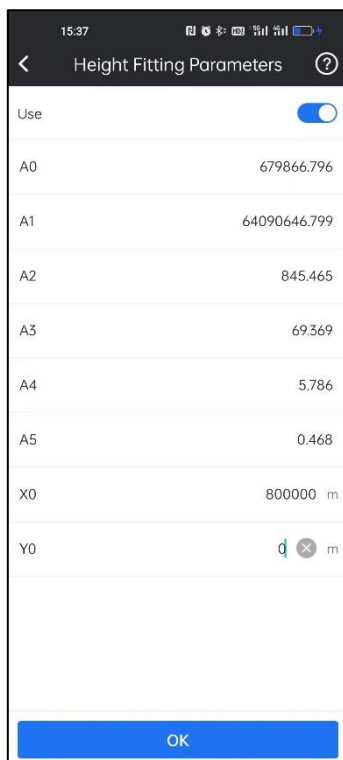 15:37
Height Fitting Parameters
Use
A0 679866.796
A1 64090646.799
A2 845.465
A3 69.369
A4 5.786
A5 0.468
X0 800000 m
Y0 0 m
OK